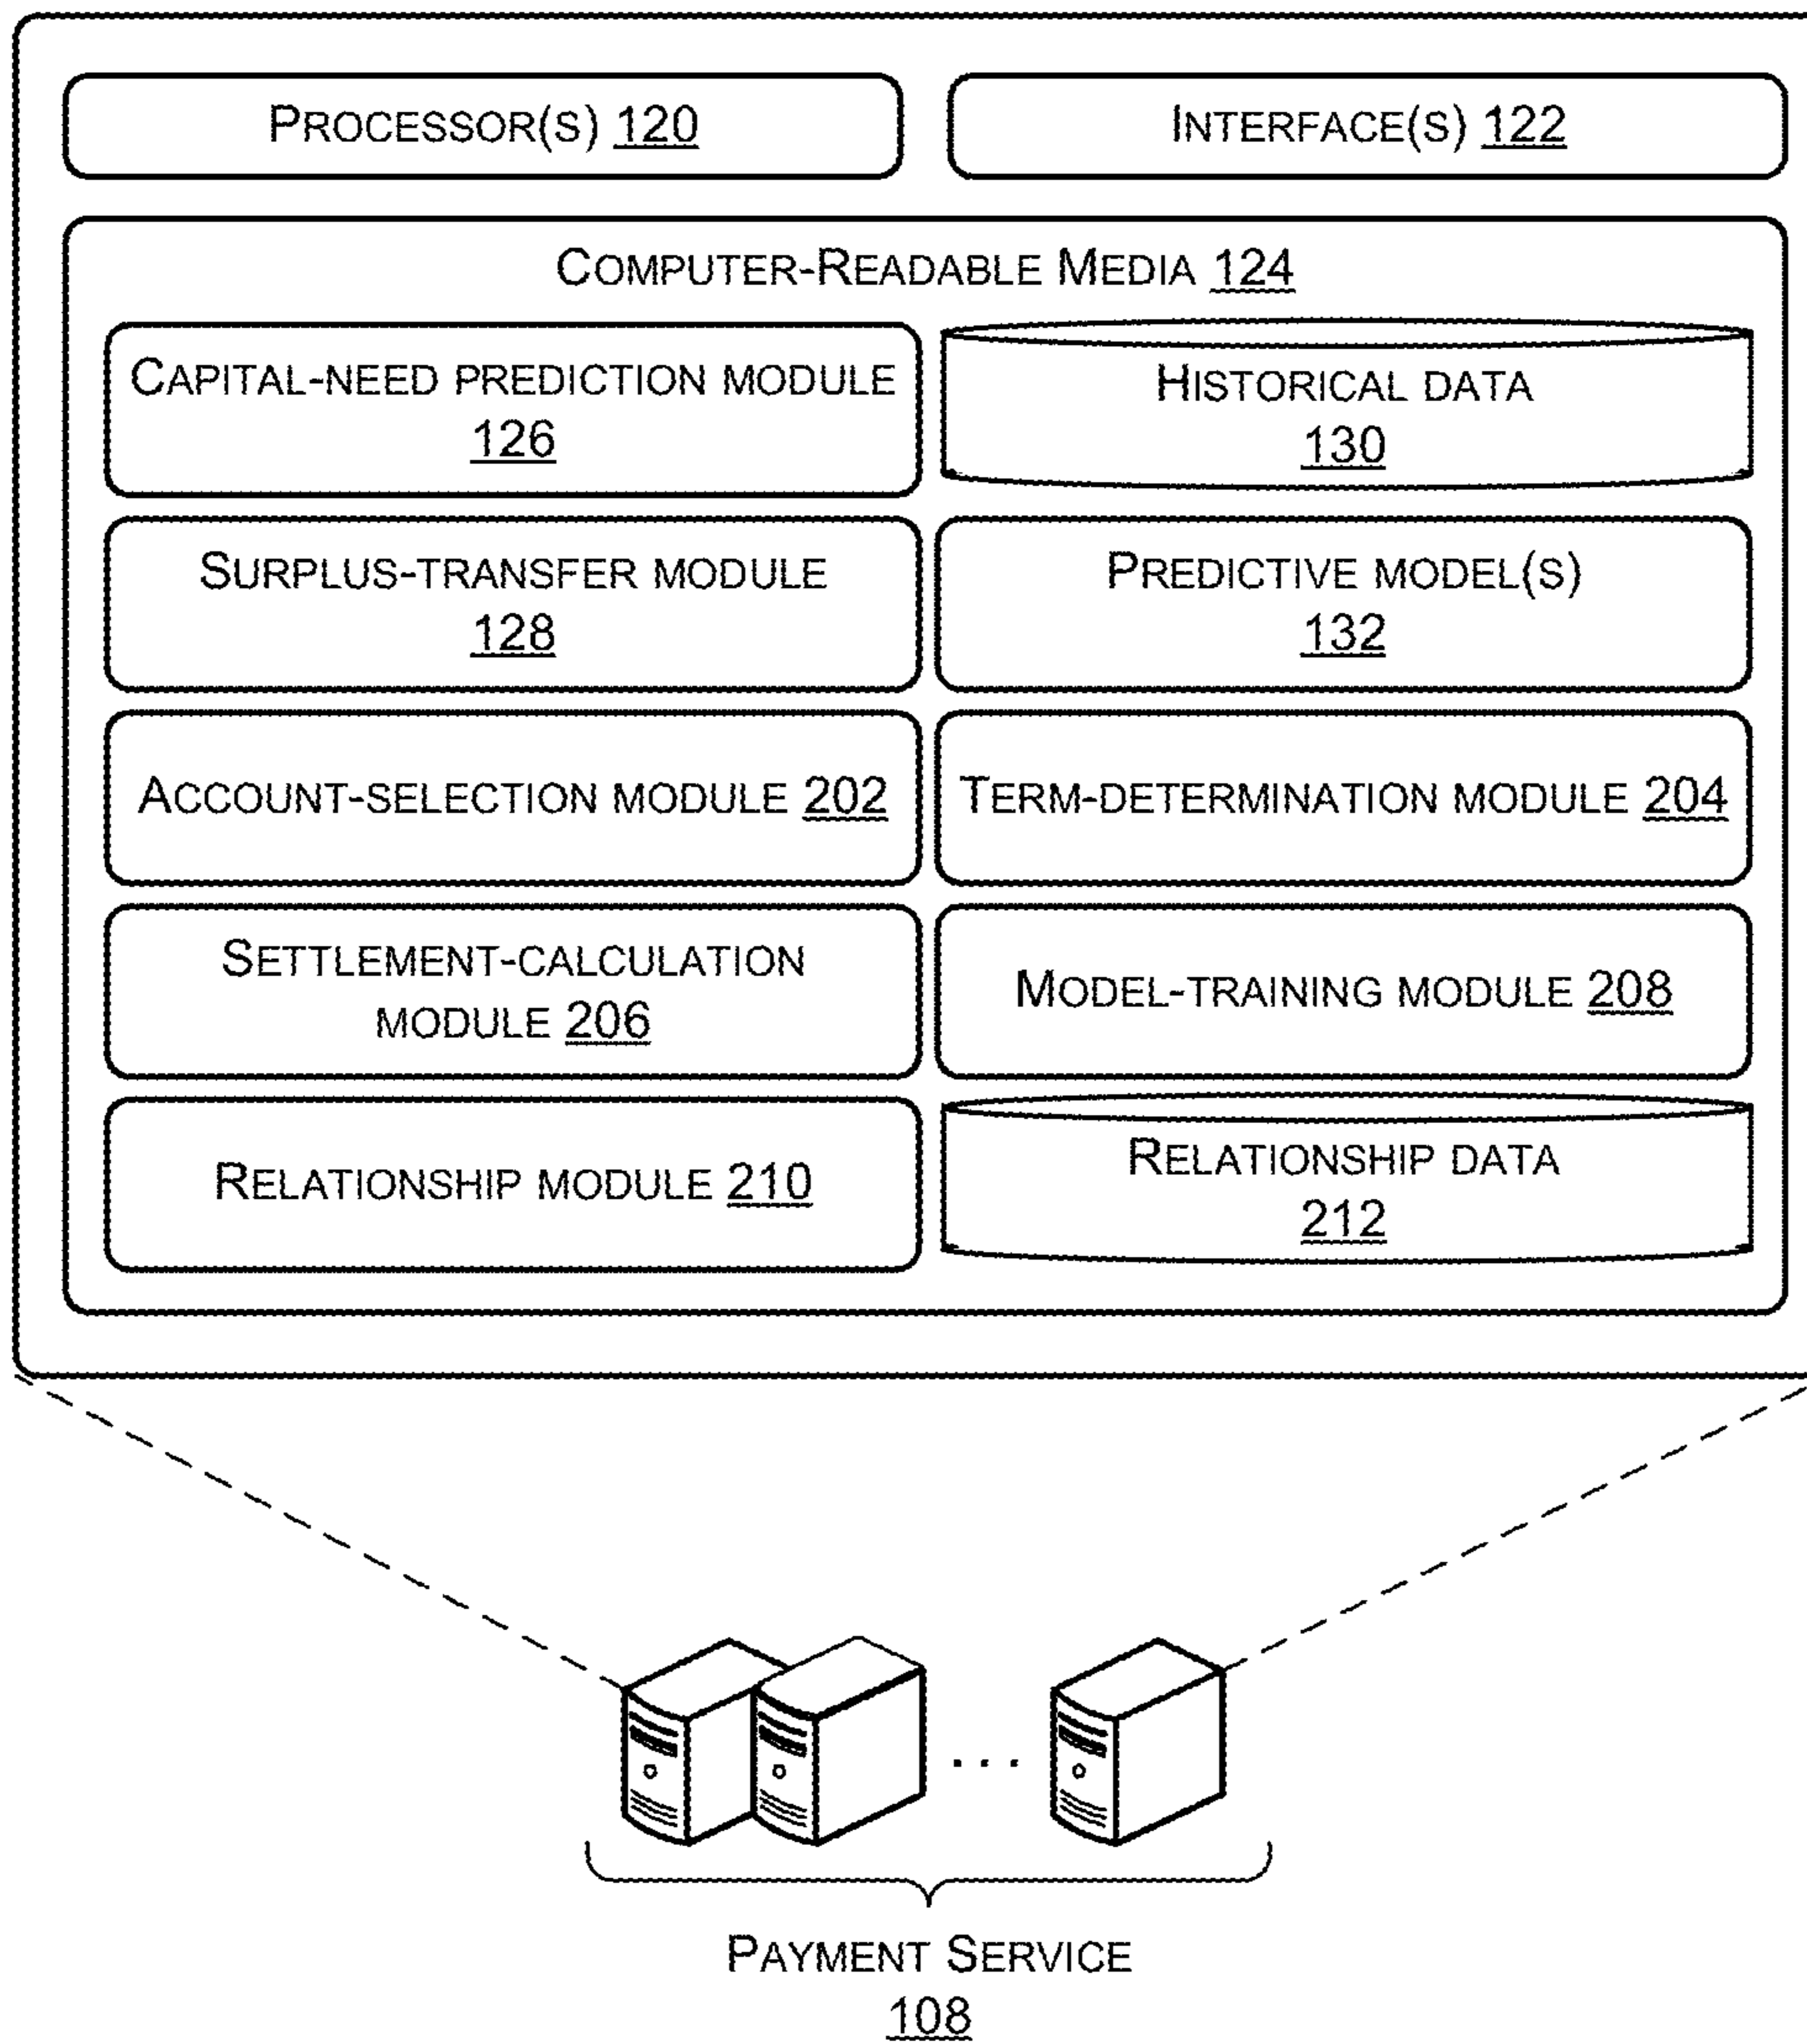 PROCESSOR(S) 120
INTERFACE(S) 122
COMPUTER-READABLE MEDIA 124
CAPITAL-NEED PREDICTION MODULE
126
HISTORICAL DATA
130
SURPLUS-TRANSFER MODULE
128
PREDICTIVE MODEL(S)
132
ACCOUNT-SELECTION MODULE 202
TERM-DETERMINATION MODULE 204
SETTLEMENT-CALCULATION
MODULE 206
MODEL-TRAINING MODULE 208
RELATIONSHIP MODULE 210
RELATIONSHIP DATA
212
. . .
PAYMENT SERVICE
108